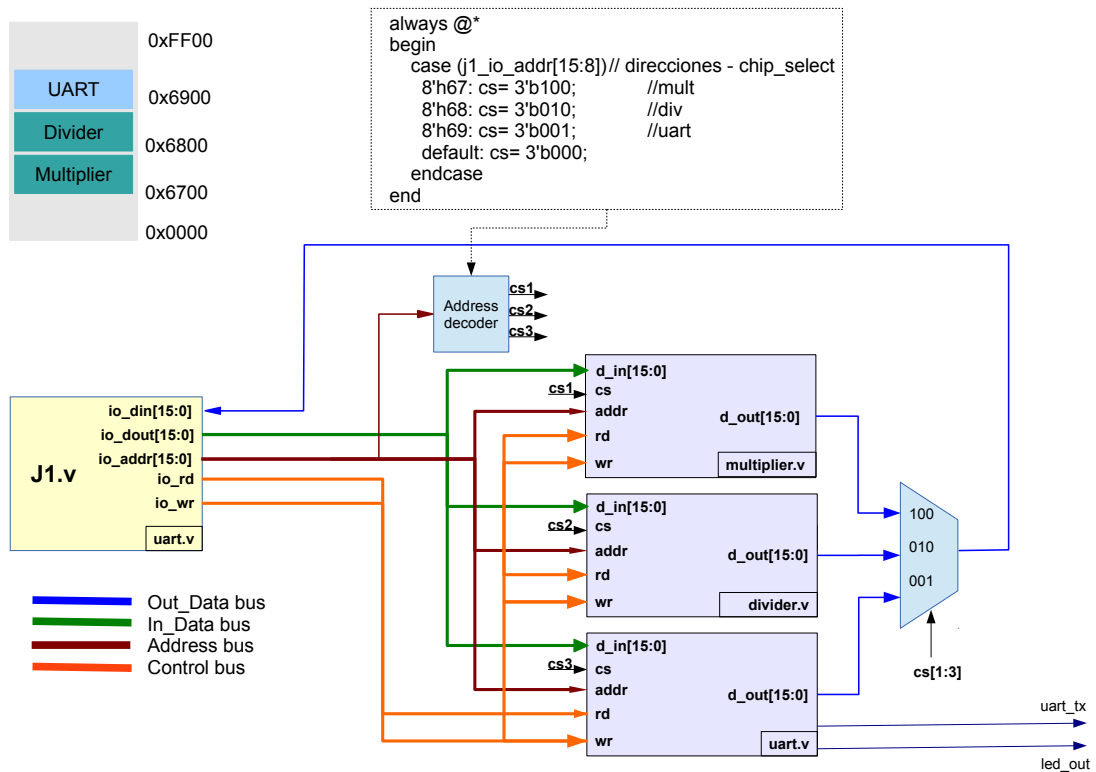 0xFF00
UART
0x6900
Divider
0x6800
Multiplier
0x6700
0x0000
always @*
begin
case (j1_io_addr[15:8])// direcciones - chip_select
8'h67: cs= 3'b100; //mult
8'h68: cs= 3'b010; //div
8'h69: cs= 3'b001; //uart
default: cs= 3'b000;
endcase
end
Address
decoder
cs1
cs2
cs3
J1.v
io_din[15:0]
io_dout[15:0]
io_addr[15:0]
io_rd
io_wr
uart.v
cs1
d_in[15:0]
cs
addr
rd
wr
d_out[15:0]
multiplier.v
cs2
d_in[15:0]
cs
addr
rd
wr
d_out[15:0]
divider.v
cs3
d_in[15:0]
cs
addr
rd
wr
d_out[15:0]
uart.v
100
010
001
cs[1:3]
uart_tx
led_out
Out_Data bus
In_Data bus
Address bus
Control bus